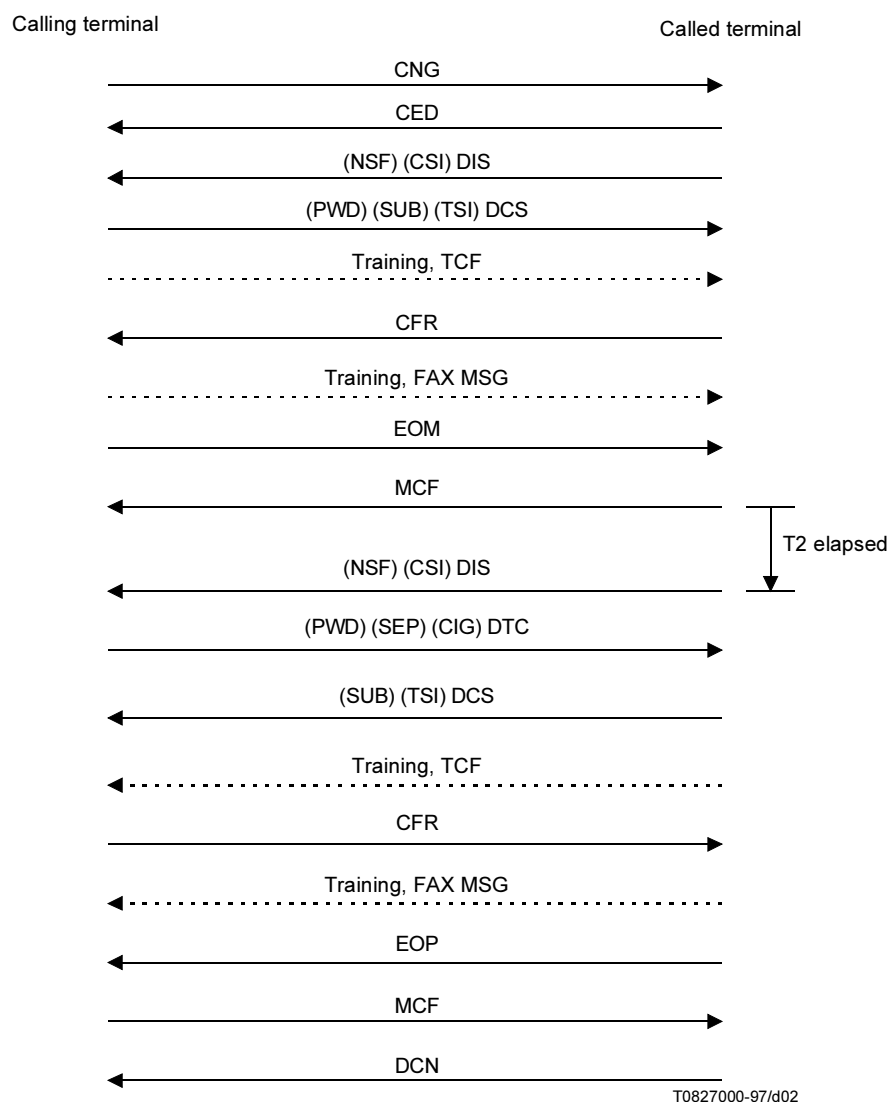 Calling terminal
Called terminal
CNG
CED
(NSF) (CSI) DIS
(PWD) (SUB) (TSI) DCS
Training, TCF
CFR
Training, FAX MSG
EOM
MCF
T2 elapsed
(NSF) (CSI) DIS
(PWD) (SEP) (CIG) DTC
(SUB) (TSI) DCS
Training, TCF
CFR
Training, FAX MSG
EOP
MCF
DCN
T0827000-97/d02